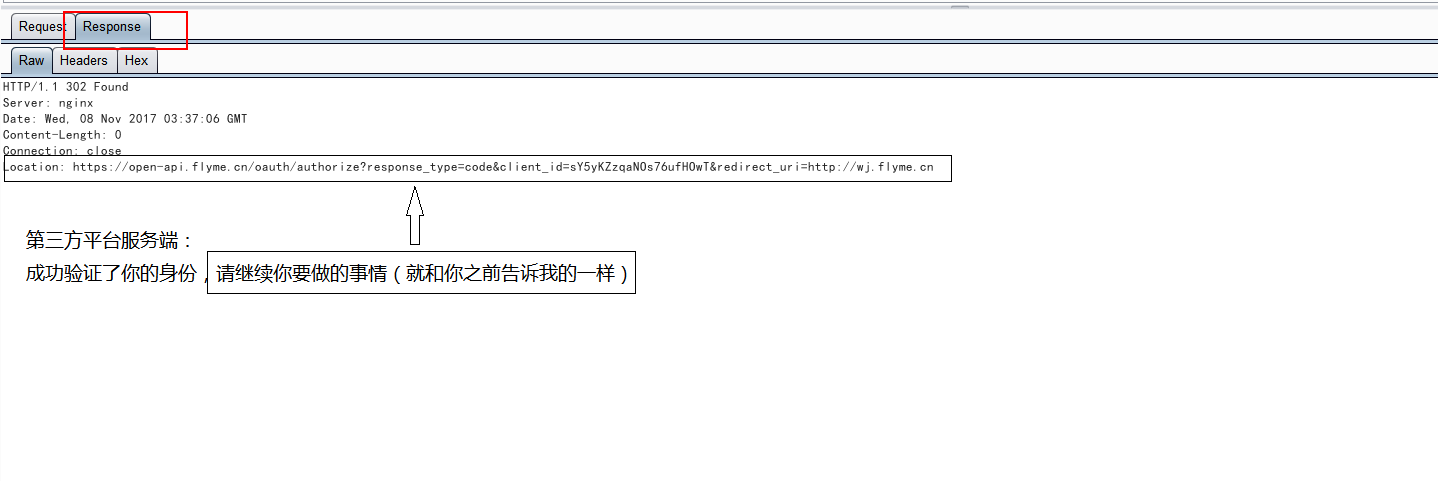 Request Response
Raw Headers Hex
HTTP/1.1 302 Found
Server: nginx
Date: Wed, 08 Nov 2017 03:37:06 GMT
Content-Length: 0
Connection: close
Location: https://open-api.flyme.cn/oauth/authorize?response_type=code&client_id=sY5yKZzqaNOs76ufHOwT&redirect_uri=http://wj.flyme.cn
第三方平台服务端：
成功验证了你的身份，请继续你要做的事情（就和你之前告诉我的一样）